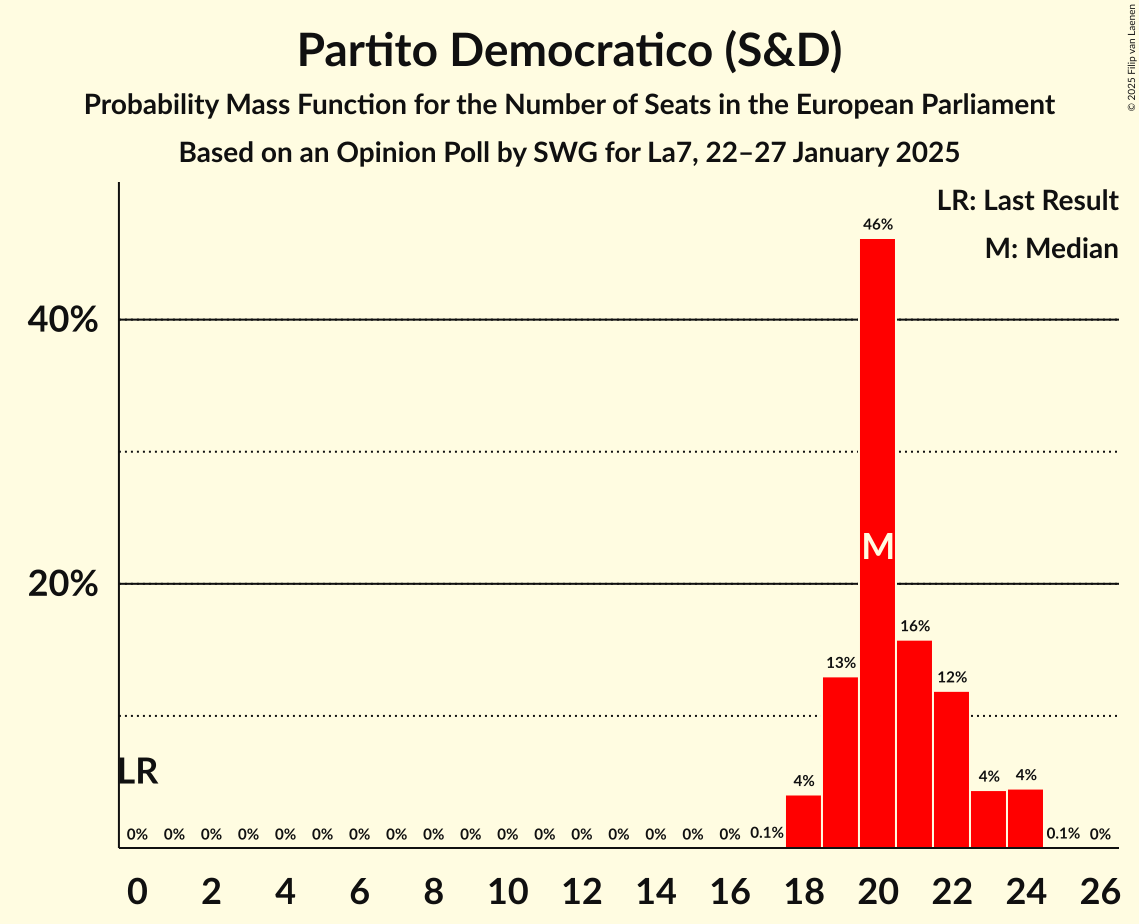 Partito Democratico (S&D)
Probability Mass Function for the Number of Seats in the European Parliament
Based on an Opinion Poll by SWG for La7, 22–27 January 2025
© 2025 Filip van Laenen
LR: Last Result
M: Median
46%
40%
M
20%
16%
13%
12%
LR
4%
4%
4%
0% 0% 0% 0% 0% 0% 0% 0% 0% 0% 0% 0% 0% 0% 0% 0% 0% 0.1% 0.1% 0%
0 2 4 6 8 10 12 14 16 18 20 22 24 26